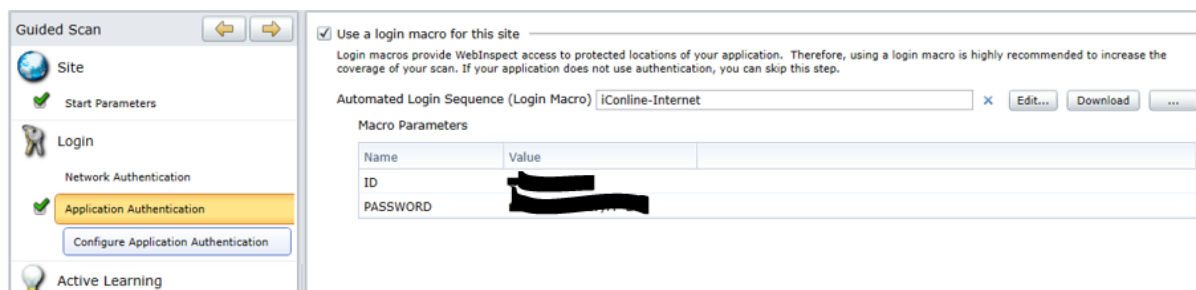 Guided Scan
Site
Start Parameters
Login
Network Authentication
Application Authentication
Configure Application Authentication
Active Learning
Use a login macro for this site
Login macros provide WebInspect access to protected locations of your application. Therefore, using a login macro is highly recommended to increase the
coverage of your scan. If your application does not use authentication, you can skip this step.
Automated Login Sequence (Login Macro) iConline-Internet × Edit... Download ...
Macro Parameters
Name Value
ID
PASSWORD